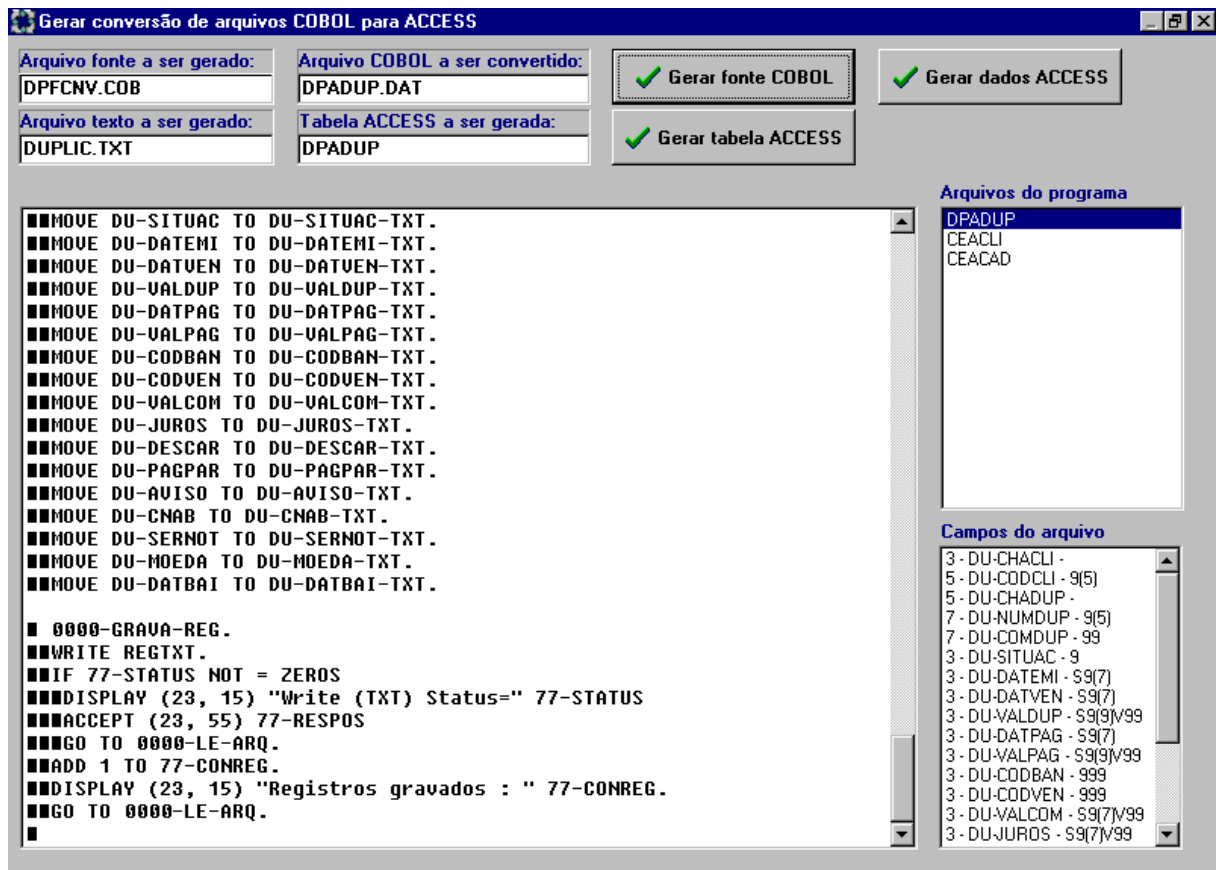 Gerar conversão de arquivos COBOL para ACCESS
Arquivo fonte a ser gerado:
DPFCNV.COB
Arquivo COBOL a ser convertido:
DPADUP.DAT
Gerar fonte COBOL
Gerar dados ACCESS
Arquivo texto a ser gerado:
DUPLIC.TXT
Tabela ACCESS a ser gerada:
DPADUP
Gerar tabela ACCESS
MOVE DU-SITUAC TO DU-SITUAC-TXT.
MOVE DU-DATEMI TO DU-DATEMI-TXT.
MOVE DU-DATVEN TO DU-DATVEN-TXT.
MOVE DU-VALDUP TO DU-VALDUP-TXT.
MOVE DU-DATPAG TO DU-DATPAG-TXT.
MOVE DU-VALPAG TO DU-VALPAG-TXT.
MOVE DU-CODBAN TO DU-CODBAN-TXT.
MOVE DU-CODVEN TO DU-CODVEN-TXT.
MOVE DU-VALCOM TO DU-VALCOM-TXT.
MOVE DU-JUROS TO DU-JUROS-TXT.
MOVE DU-DESCAR TO DU-DESCAR-TXT.
MOVE DU-PAGPAR TO DU-PAGPAR-TXT.
MOVE DU-AVISO TO DU-AVISO-TXT.
MOVE DU-CNAB TO DU-CNAB-TXT.
MOVE DU-SERNOT TO DU-SERNOT-TXT.
MOVE DU-MOEDA TO DU-MOEDA-TXT.
MOVE DU-DATBAI TO DU-DATBAI-TXT.
0000-GRAVA-REG.
WRITE REGTXT.
IF 77-STATUS NOT = ZEROS
DISPLAY (23, 15) "Write (TXT) Status=" 77-STATUS
ACCEPT (23, 55) 77-RESPOS
GO TO 0000-LE-ARQ.
ADD 1 TO 77-CONREG.
DISPLAY (23, 15) "Registros gravados : " 77-CONREG.
GO TO 0000-LE-ARQ.
Arquivos do programa
DPADUP
CEACLI
CEACAD
Campos do arquivo
3 - DU-CHACLI -
5 - DU-CODCLI - 9(5)
5 - DU-CHADUP -
7 - DU-NUMDUP - 9(5)
7 - DU-COMDUP - 99
3 - DU-SITUAC - 9
3 - DU-DATEMI - S9(7)
3 - DU-DATVEN - S9(7)
3 - DU-VALDUP - S9(9)V99
3 - DU-DATPAG - S9(7)
3 - DU-VALPAG - S9(9)V99
3 - DU-CODBAN - 999
3 - DU-CODVEN - 999
3 - DU-VALCOM - S9(7)V99
3 - DU-JUROS - S9(7)V99